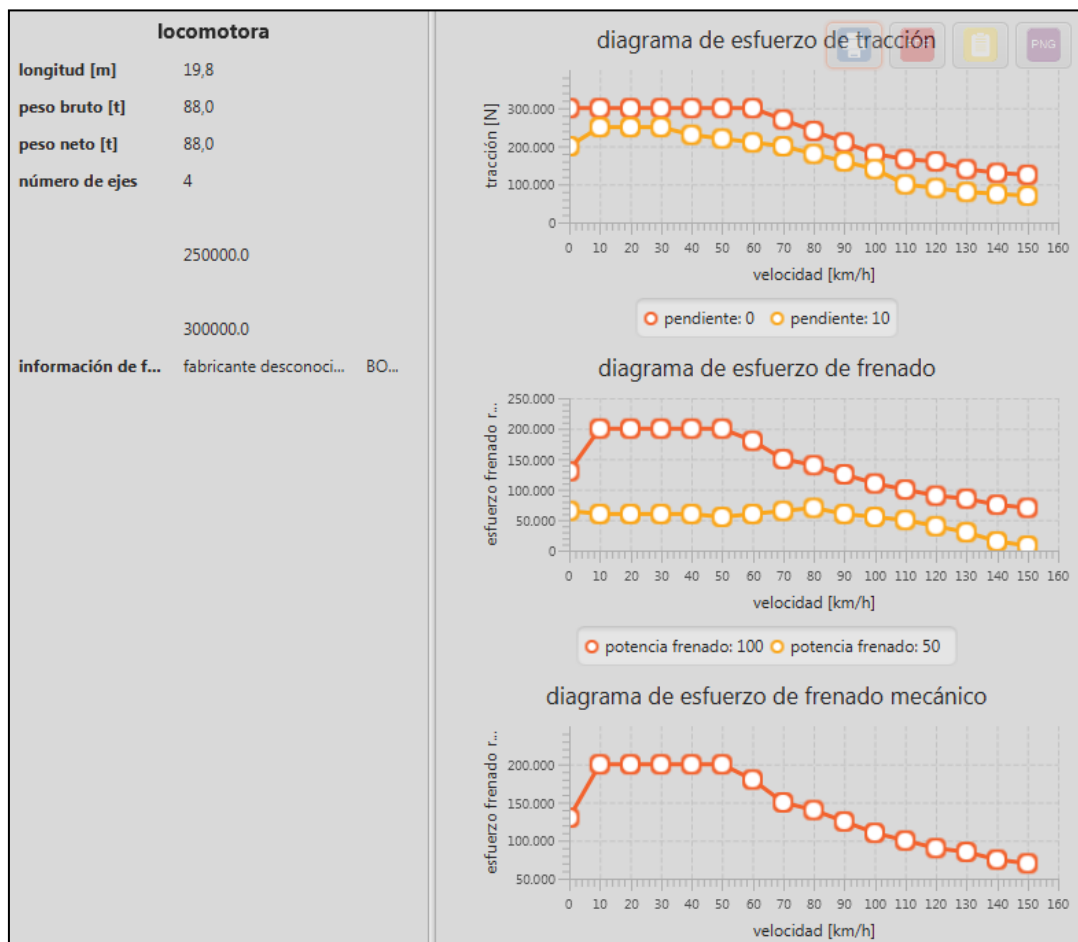 locomotora
longitud [m] 19,8
peso bruto [t] 88,0
peso neto [t] 88,0
número de ejes 4
250000.0
300000.0
información de f... fabricante desconoci... BO...
diagrama de esfuerzo de tracción
PNG
tracción [N]
300.000
200.000
100.000
0
0 10 20 30 40 50 60 70 80 90 100 110 120 130 140 150 160
velocidad [km/h]
pendiente: 0 pendiente: 10
diagrama de esfuerzo de frenado
esfuerzo frenado r...
250.000
200.000
150.000
100.000
50.000
0
0 10 20 30 40 50 60 70 80 90 100 110 120 130 140 150 160
velocidad [km/h]
potencia frenado: 100 potencia frenado: 50
diagrama de esfuerzo de frenado mecánico
esfuerzo frenado r...
200.000
150.000
100.000
50.000
0 10 20 30 40 50 60 70 80 90 100 110 120 130 140 150 160
velocidad [km/h]